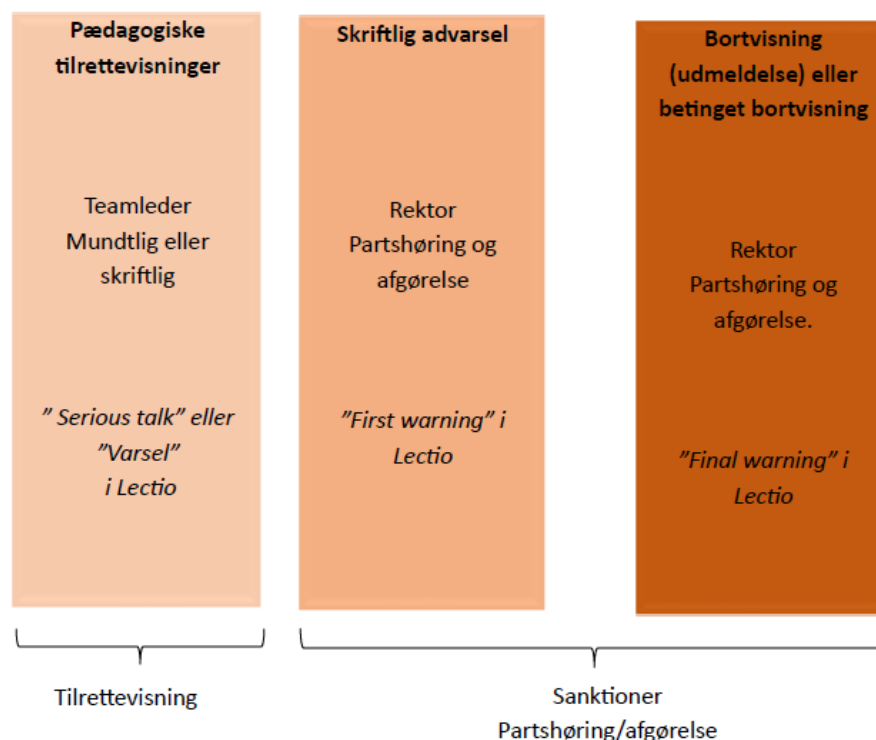 Pædagogiske
tilrettevisninger
Teamleder
Mundtlig eller
skriftlig
” Serious talk” eller
”Varsel”
i Lectio
Skriftlig advarsel
Rektor
Partshøring og
afgørelse
”First warning” i
Lectio
Bortvisning
(udmeldelse) eller
betinget bortvisning
Rektor
Partshøring og
afgørelse.
”Final warning” i
Lectio
Tilrettevisning
Sanktioner
Partshøring/afgørelse